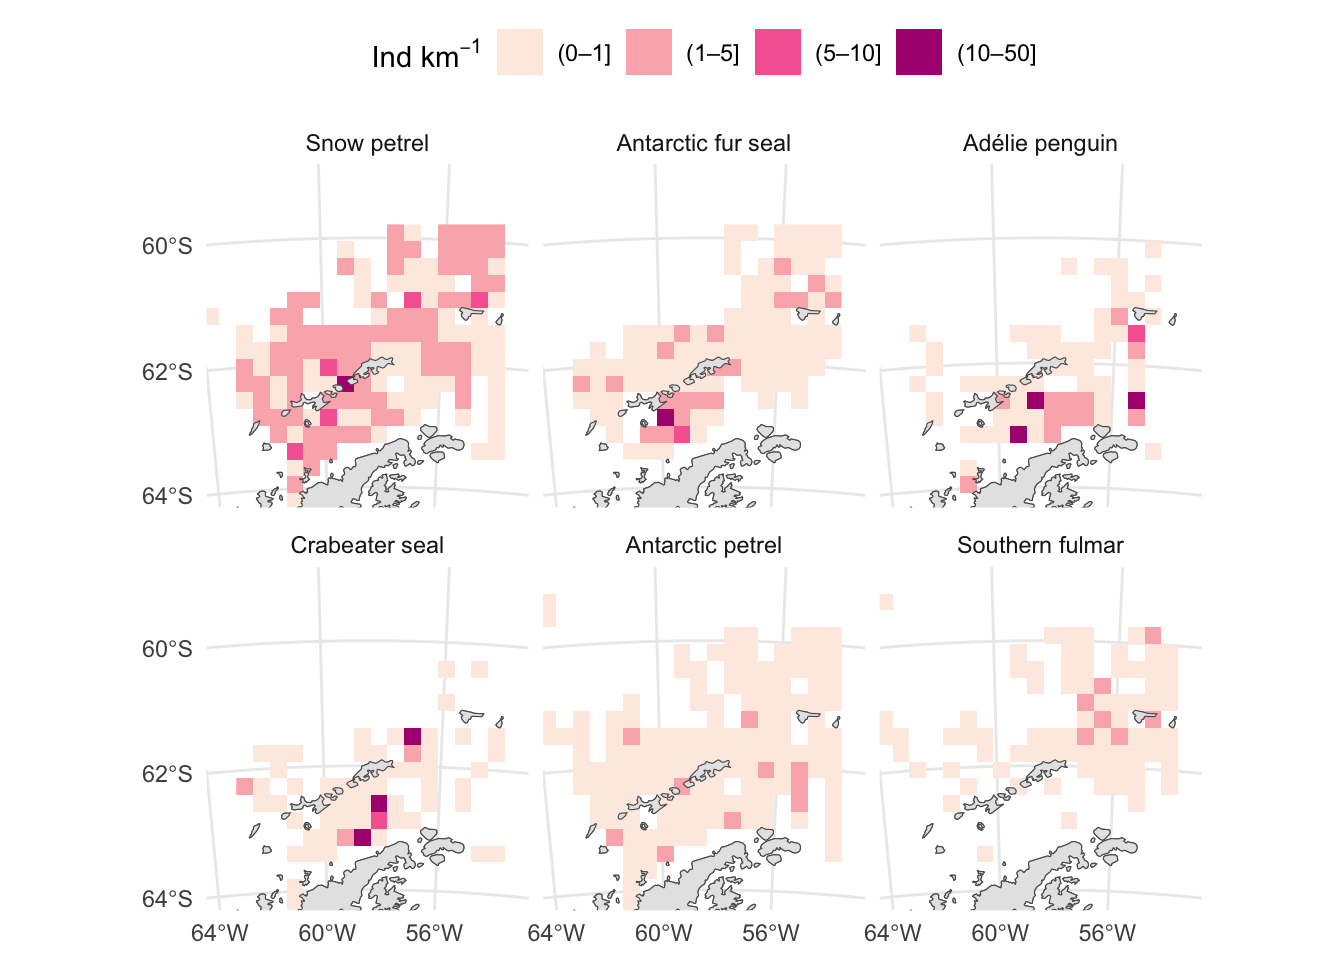 Ind km⁻¹ (0–1] (1–5] (5–10] (10–50]
Snow petrel Antarctic fur seal Adélie penguin
60°S
62°S
64°S
Crabeater seal Antarctic petrel Southern fulmar
60°S
62°S
64°S
64°W 60°W 56°W 64°W 60°W 56°W 64°W 60°W 56°W